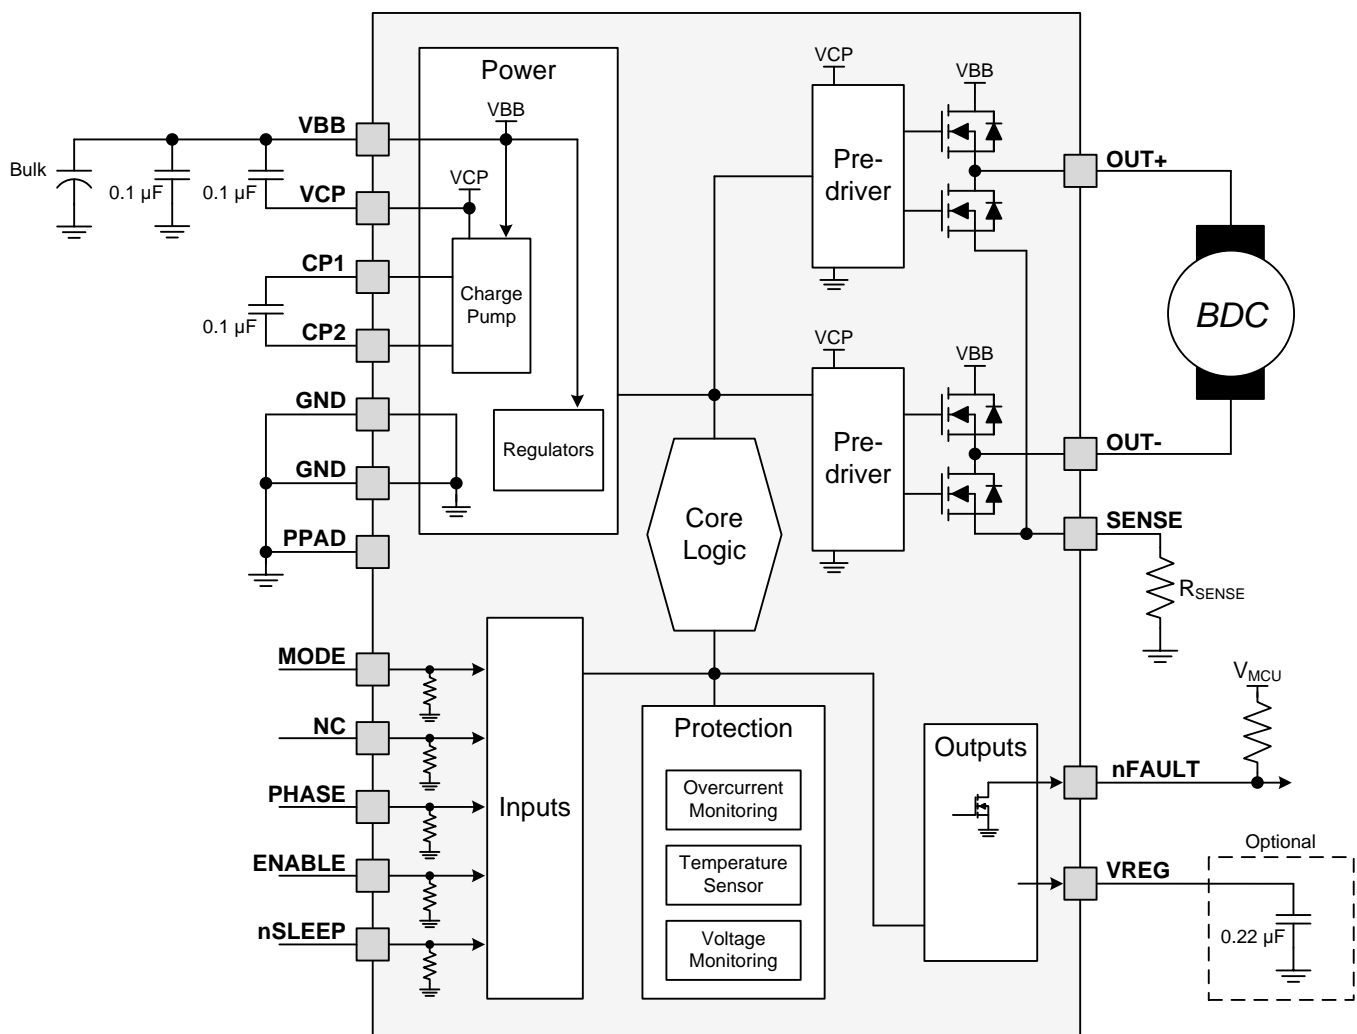 Power
VBB
VCP
Charge
Pump
Regulators
VBB
Bulk
0.1 µF
0.1 µF
VCP
CP1
0.1 µF
CP2
GND
GND
PPAD
VCP
VBB
Pre-
driver
OUT+
BDC
VCP
VBB
Pre-
driver
OUT-
SENSE
RSENSE
Core
Logic
MODE
NC
PHASE
ENABLE
nSLEEP
Inputs
Protection
Overcurrent
Monitoring
Temperature
Sensor
Voltage
Monitoring
Outputs
VMCU
nFAULT
VREG
Optional
0.22 µF